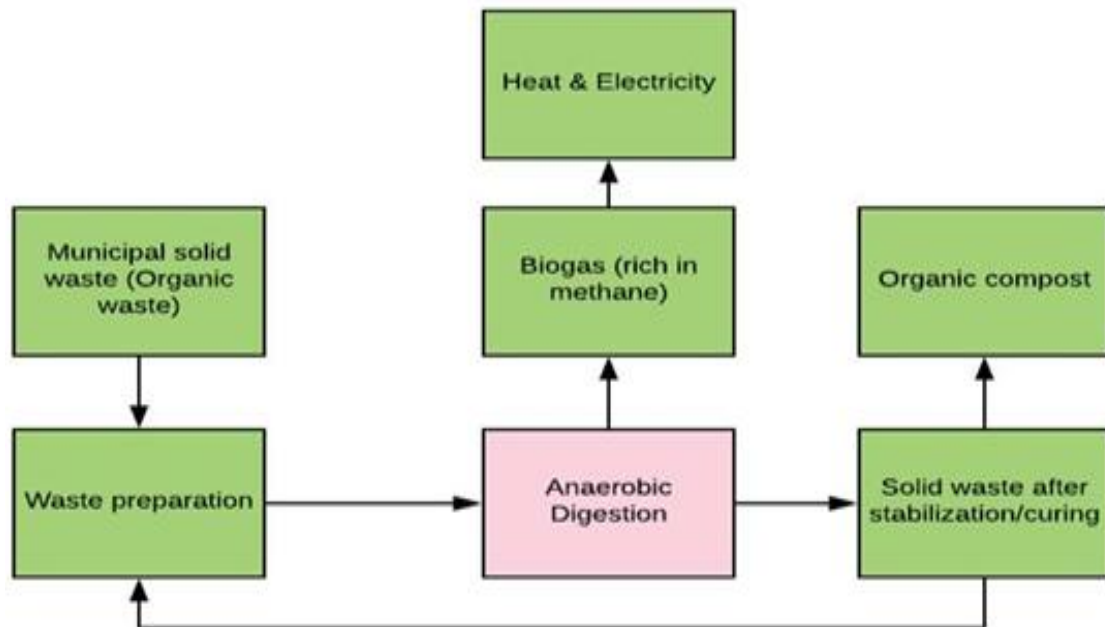 Heat & Electricity
Municipal solid
waste (Organic
waste)
Biogas (rich in
methane)
Organic compost
Waste preparation
Anaerobic
Digestion
Solid waste after
stabilization/curing